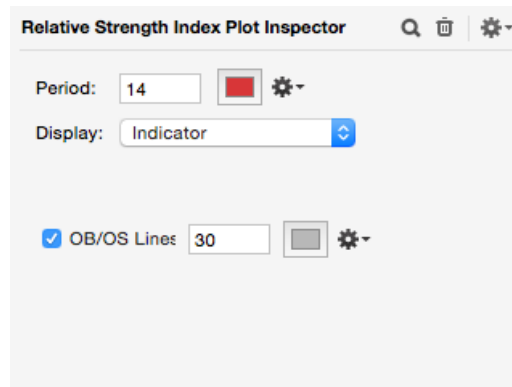 Relative Strength Index Plot Inspector
Period: 14
Display: Indicator
OB/OS Lines 30